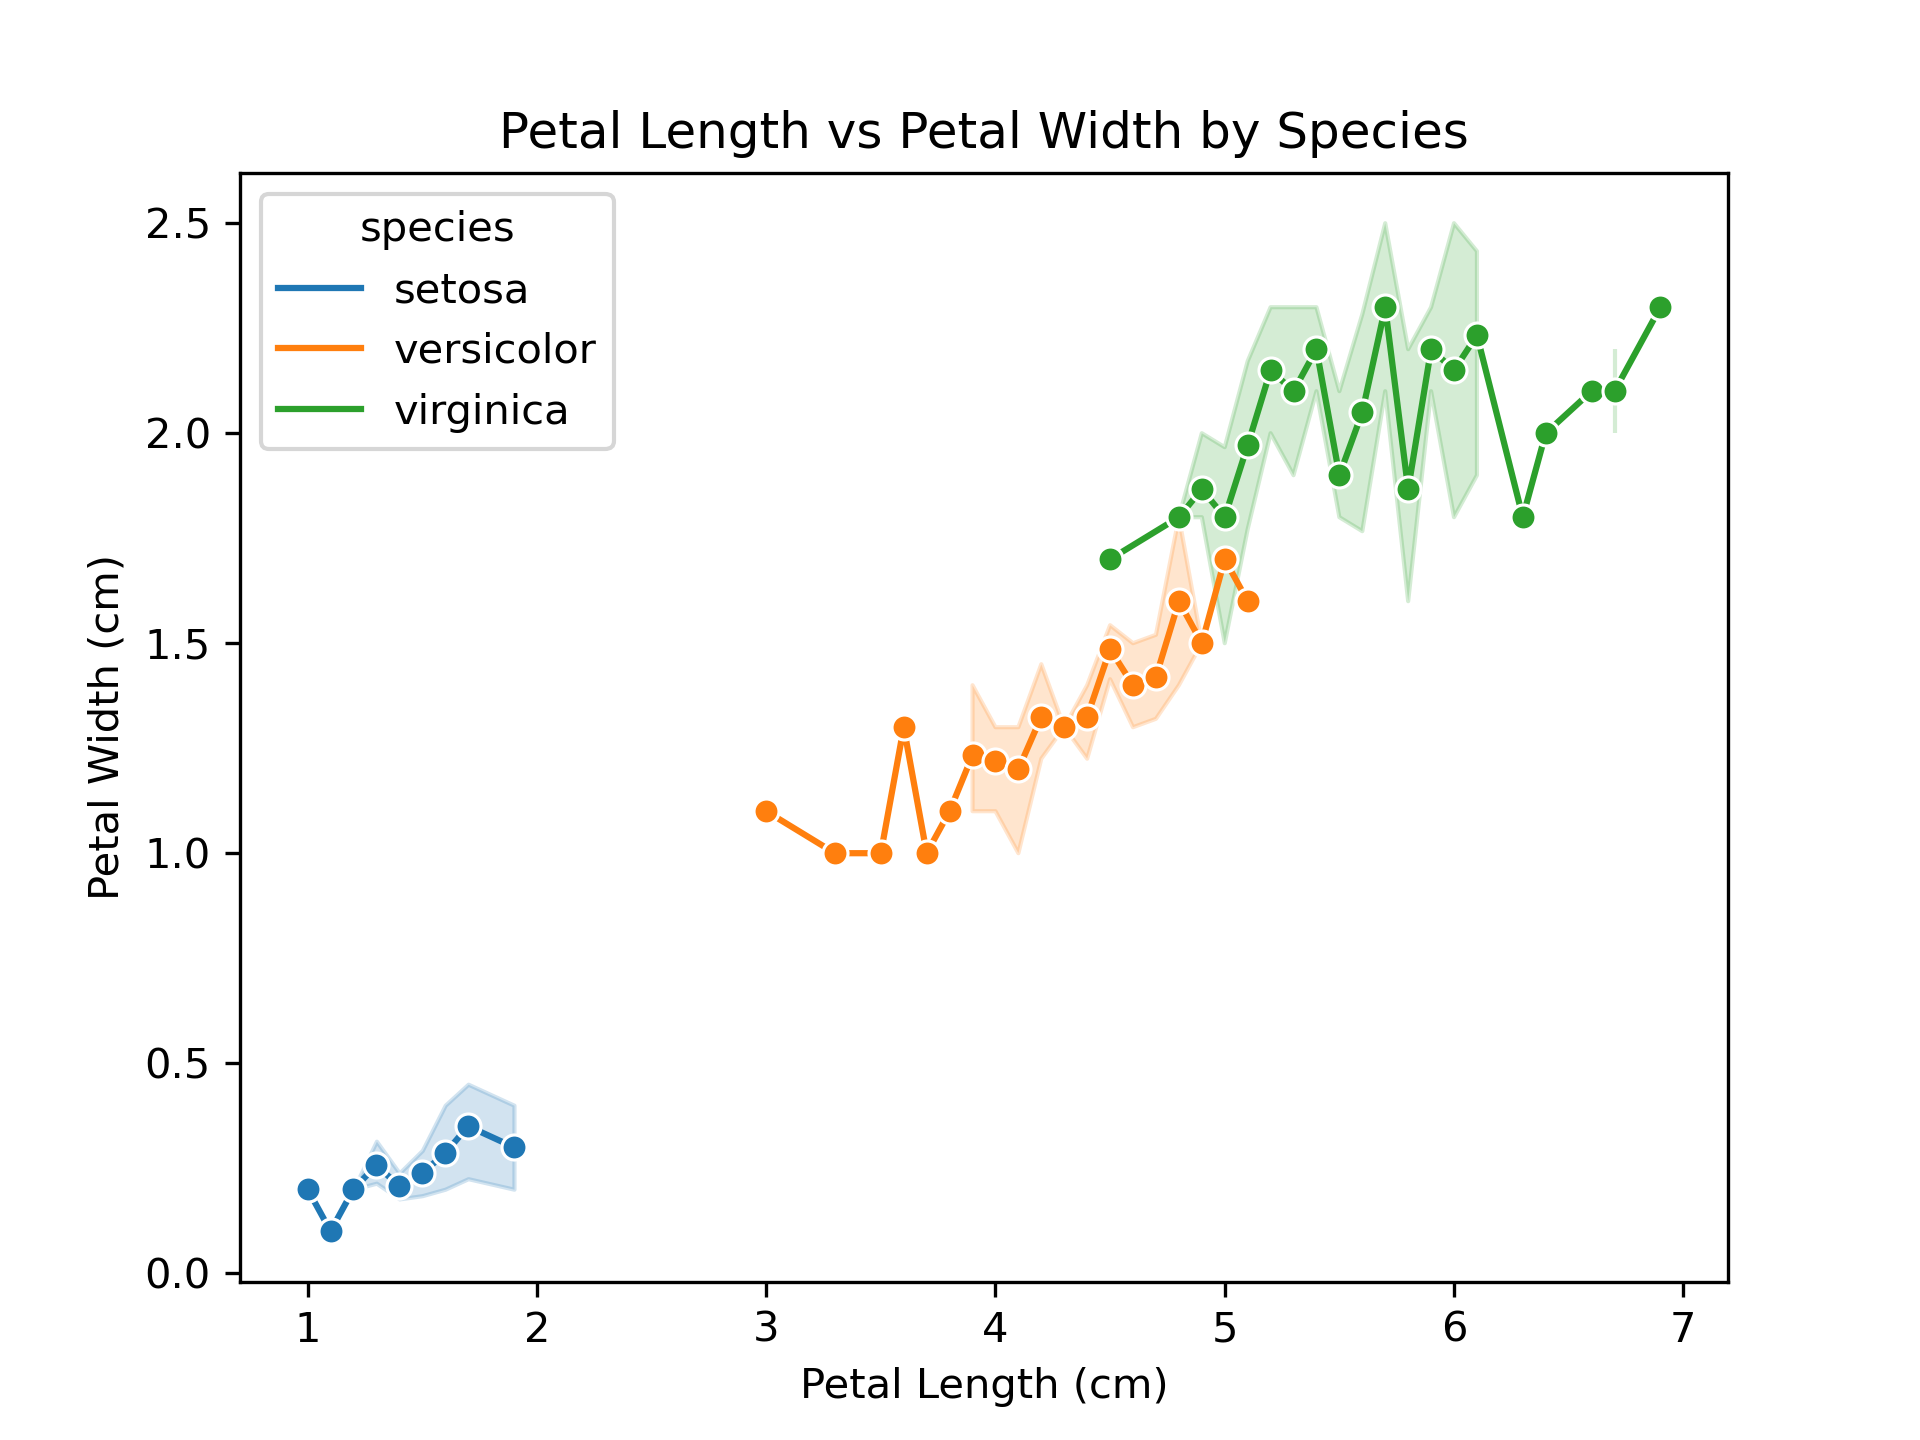 Petal Length vs Petal Width by Species
species
setosa
versicolor
virginica
2.5
2.0
1.5
1.0
0.5
0.0
Petal Width (cm)
1 2 3 4 5 6 7
Petal Length (cm)